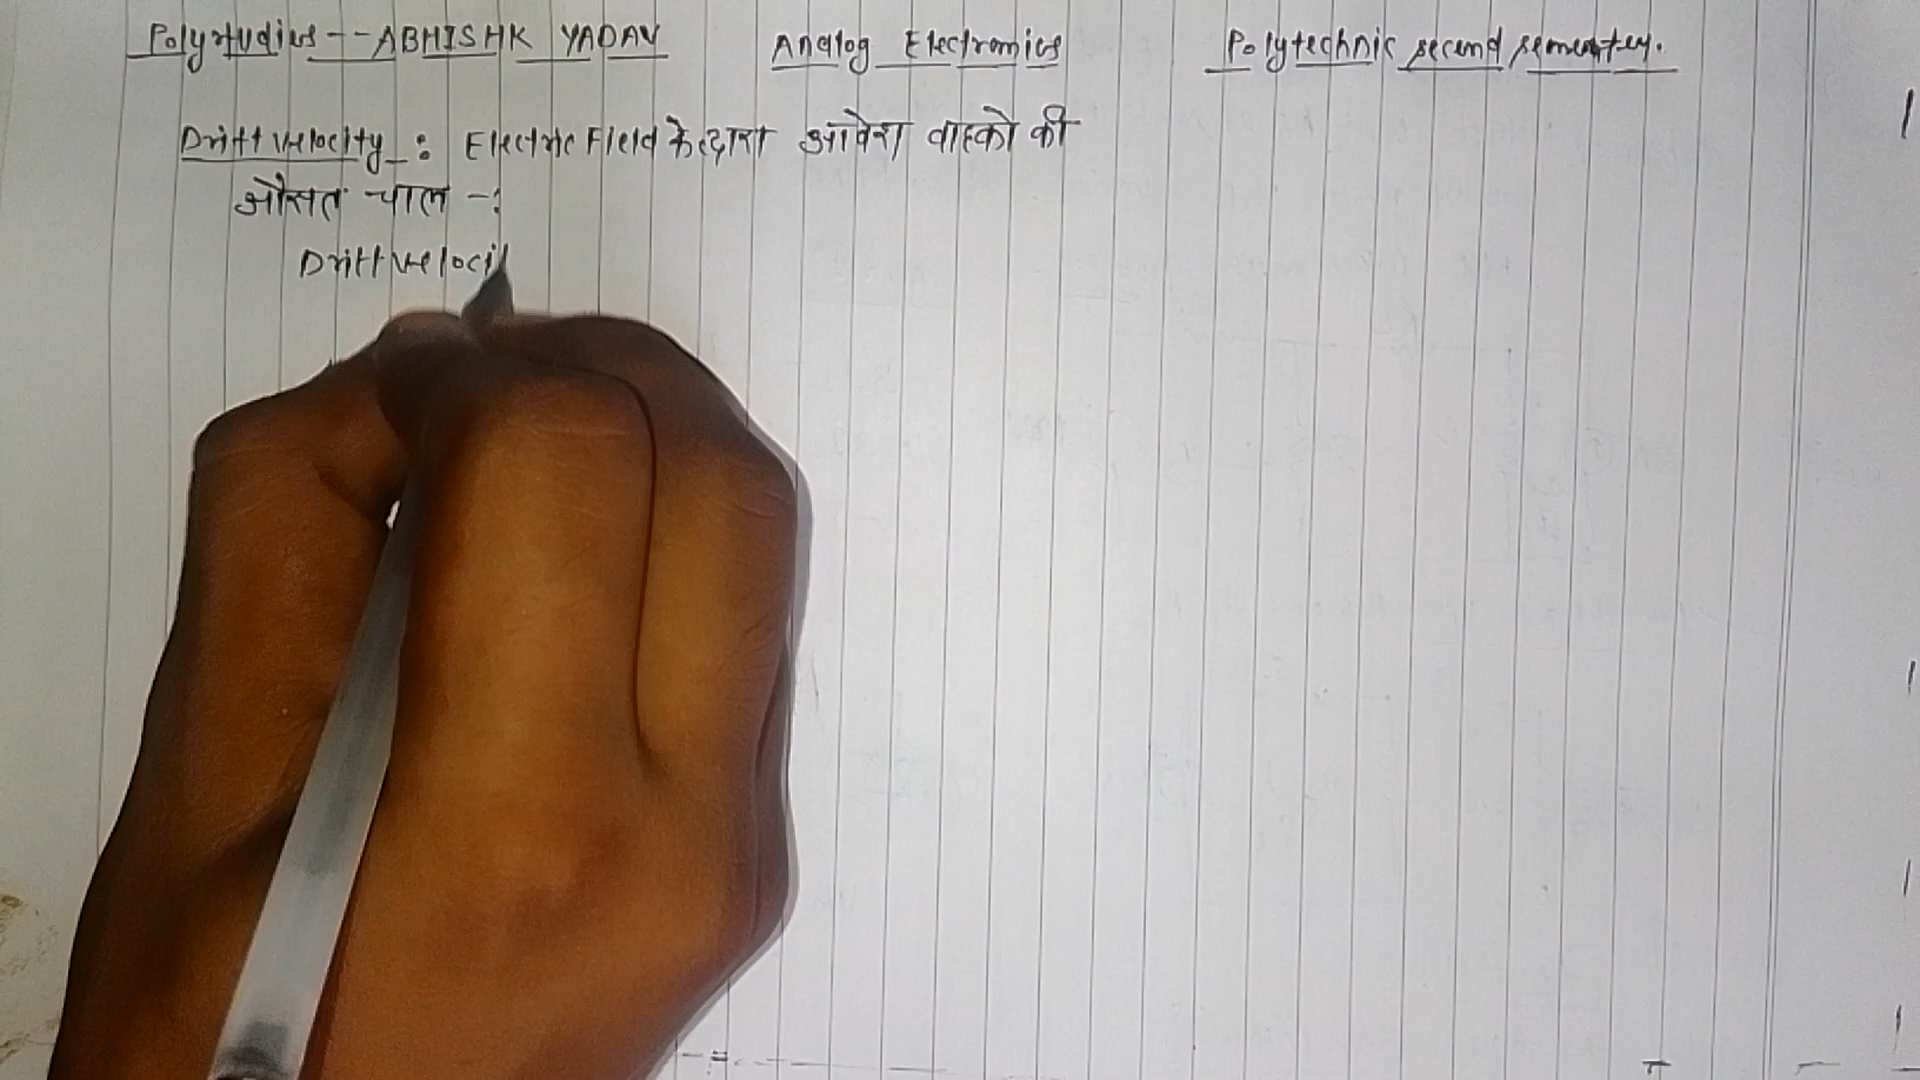 Polystudies -- ABHISHK YADAV Analog Electronics Polytechnic second semester.
Drift velocity : Electric Field के द्वारा आवेश वाहको की
औसत चाल -:
Drift veloci